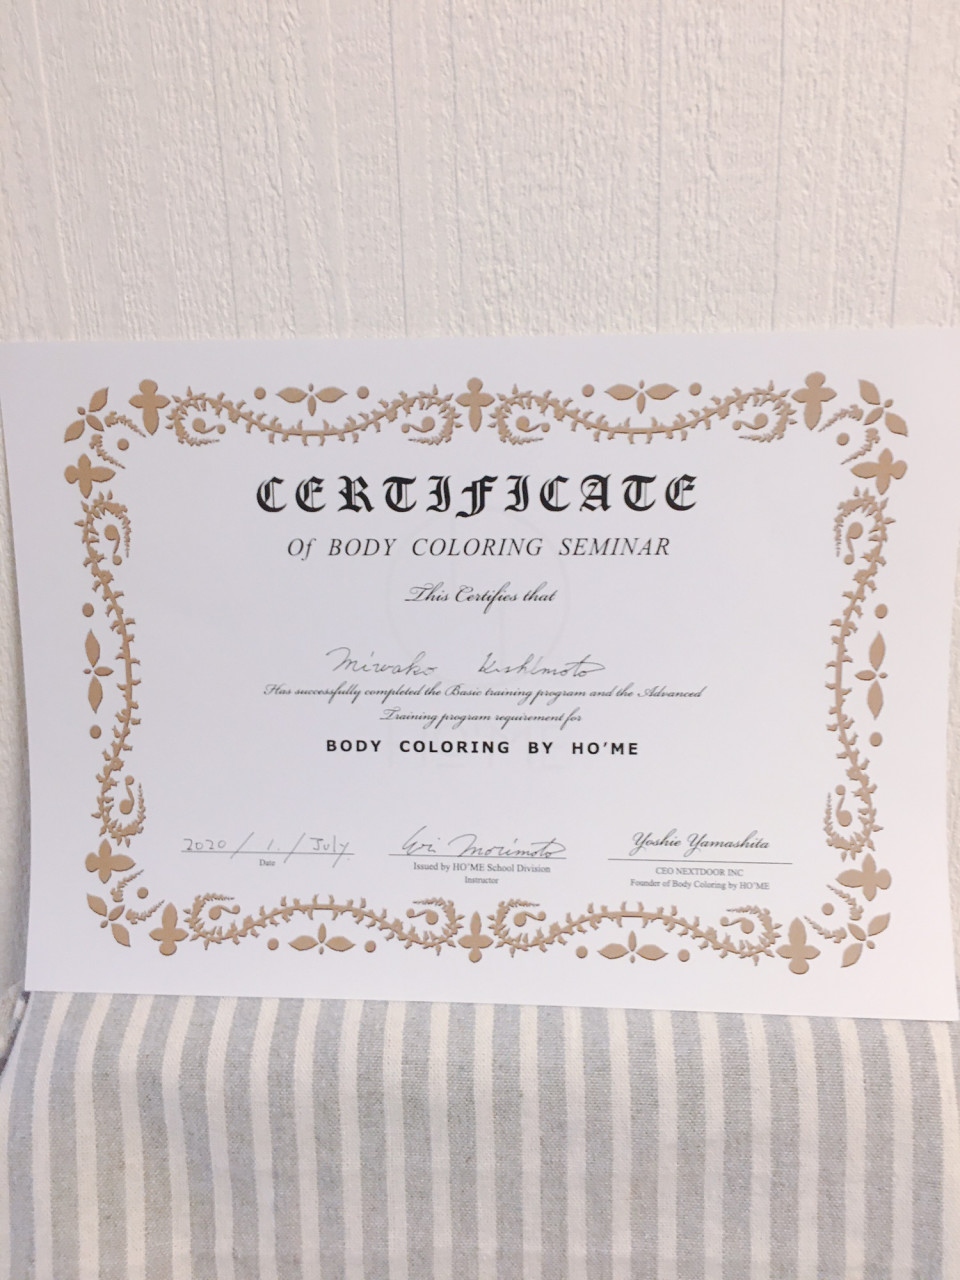 CERTIFICATE
Of BODY COLORING SEMINAR
This Certifies that
Miwako Kishimoto
Has successfully completed the Basic training program and the Advanced
Training program requirement for
BODY COLORING BY HO'ME
2020 / 1. / July
Date
Morimoto
Issued by HO'ME School Division
Instructor
Yoshie Yamashita
CEO NEXTDOOR INC
Founder of Body Coloring by HO'ME